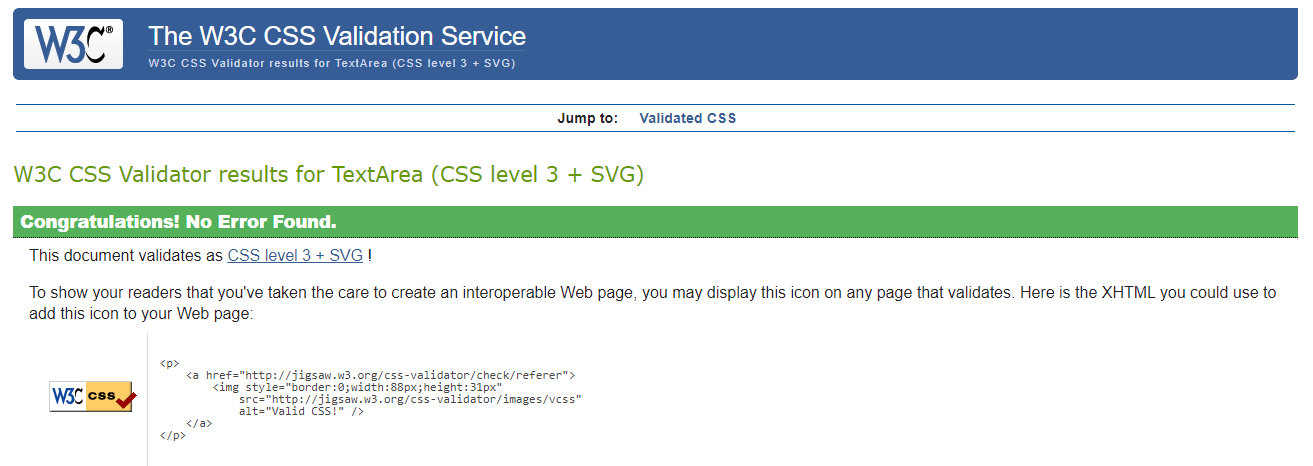 W3C®
The W3C CSS Validation Service
W3C CSS Validator results for TextArea (CSS level 3 + SVG)
Jump to: Validated CSS
W3C CSS Validator results for TextArea (CSS level 3 + SVG)
Congratulations! No Error Found.
This document validates as CSS level 3 + SVG !
To show your readers that you've taken the care to create an interoperable Web page, you may display this icon on any page that validates. Here is the XHTML you could use to
add this icon to your Web page:
W3C css
<p>
    <a href="http://jigsaw.w3.org/css-validator/check/referer">
        <img style="border:0;width:88px;height:31px"
            src="http://jigsaw.w3.org/css-validator/images/vcss"
            alt="Valid CSS!" />
    </a>
</p>